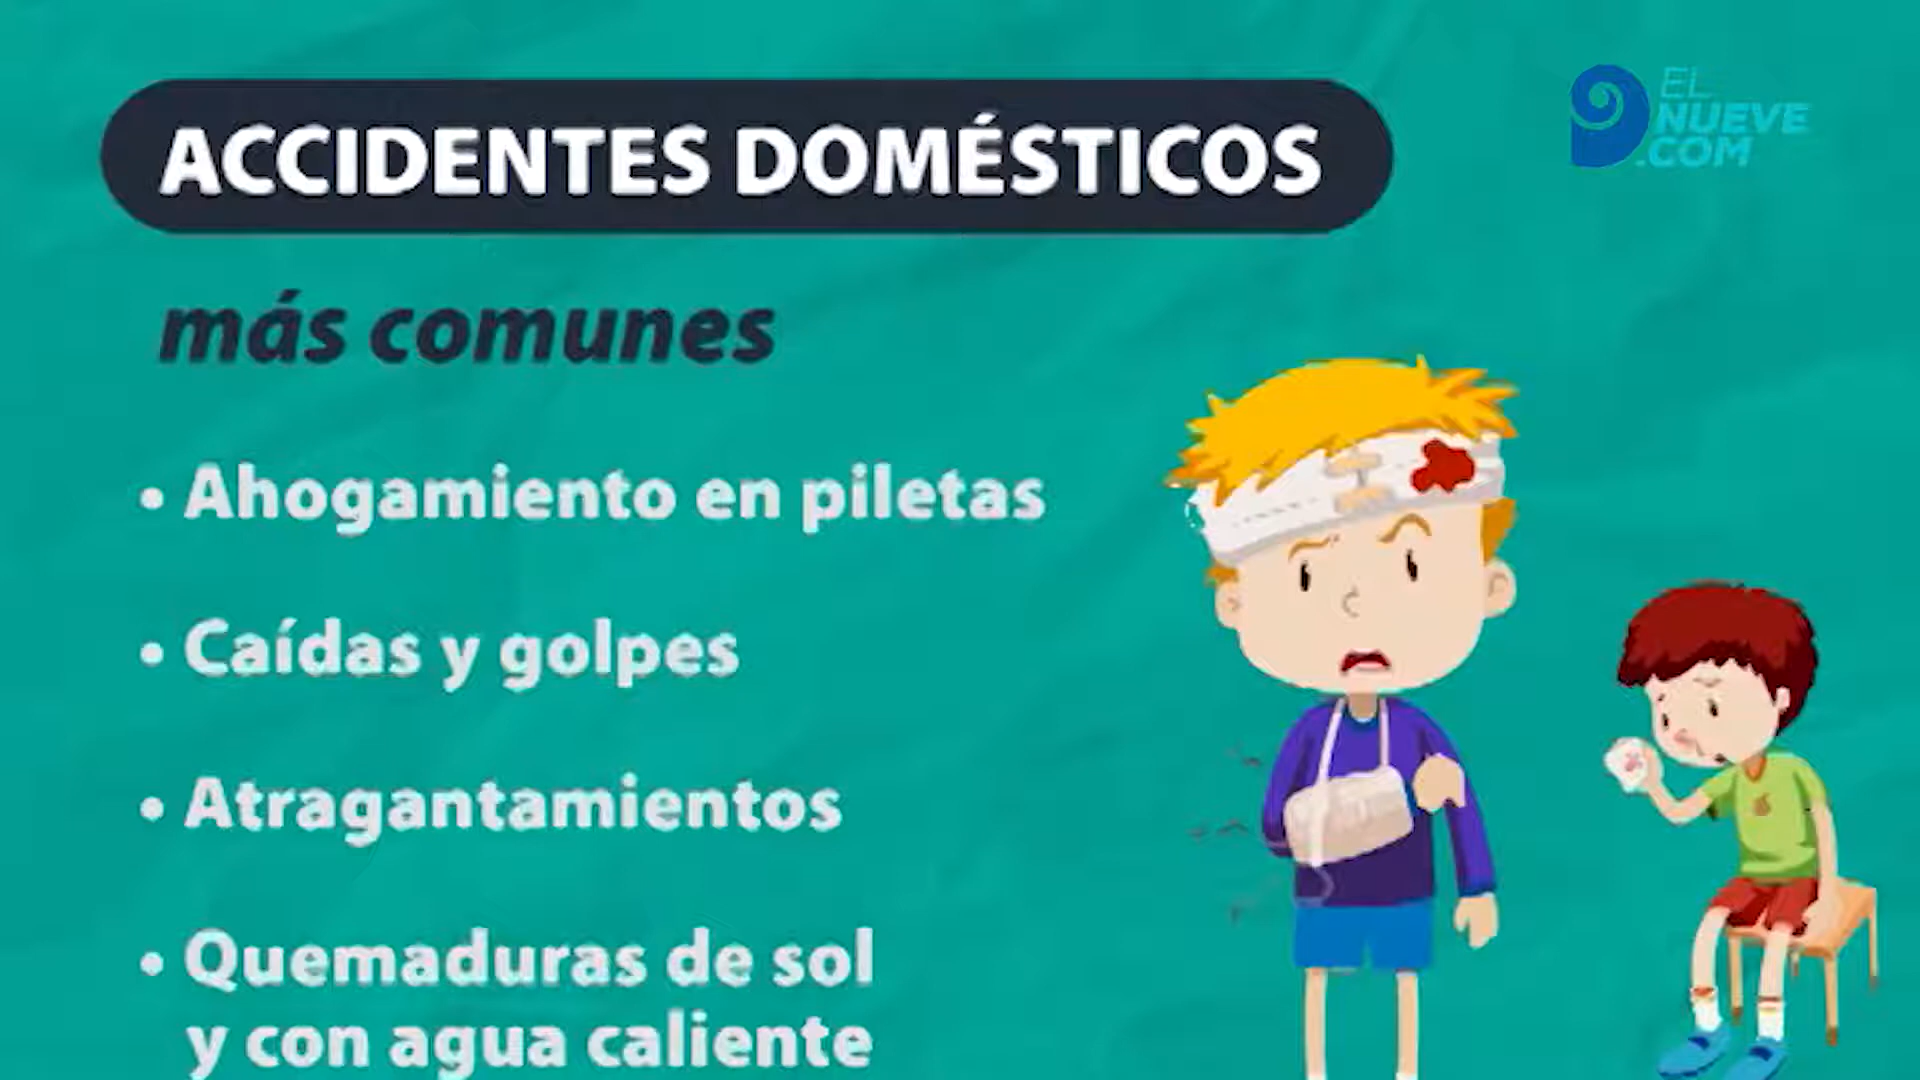 ACCIDENTES DOMÉSTICOS
EL
NUEVE
.COM
más comunes
• Ahogamiento en piletas
• Caídas y golpes
• Atragantamientos
• Quemaduras de sol
y con agua caliente